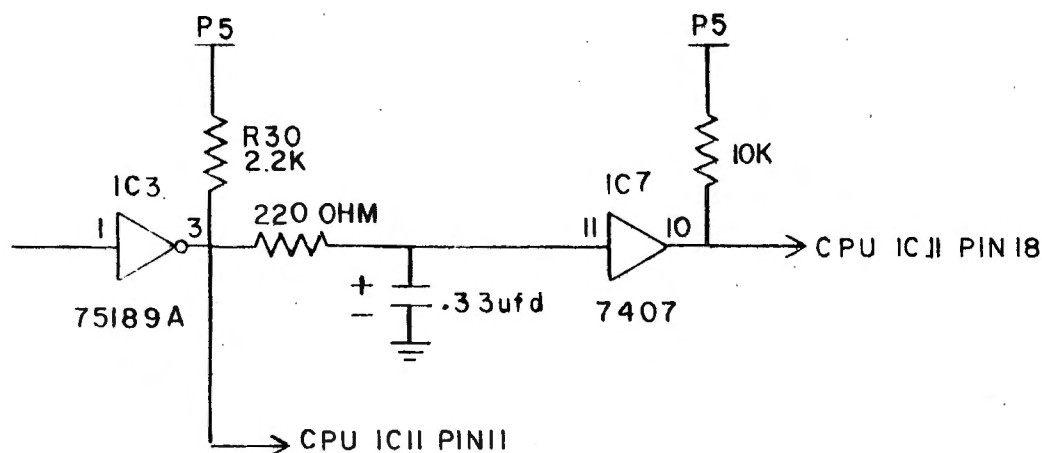 P5
P5
R30
2.2K
10K
IC3
IC7
1
3
220 OHM
11
10
CPU IC11 PIN 18
+
-
.33ufd
75189A
7407
CPU IC11 PIN11